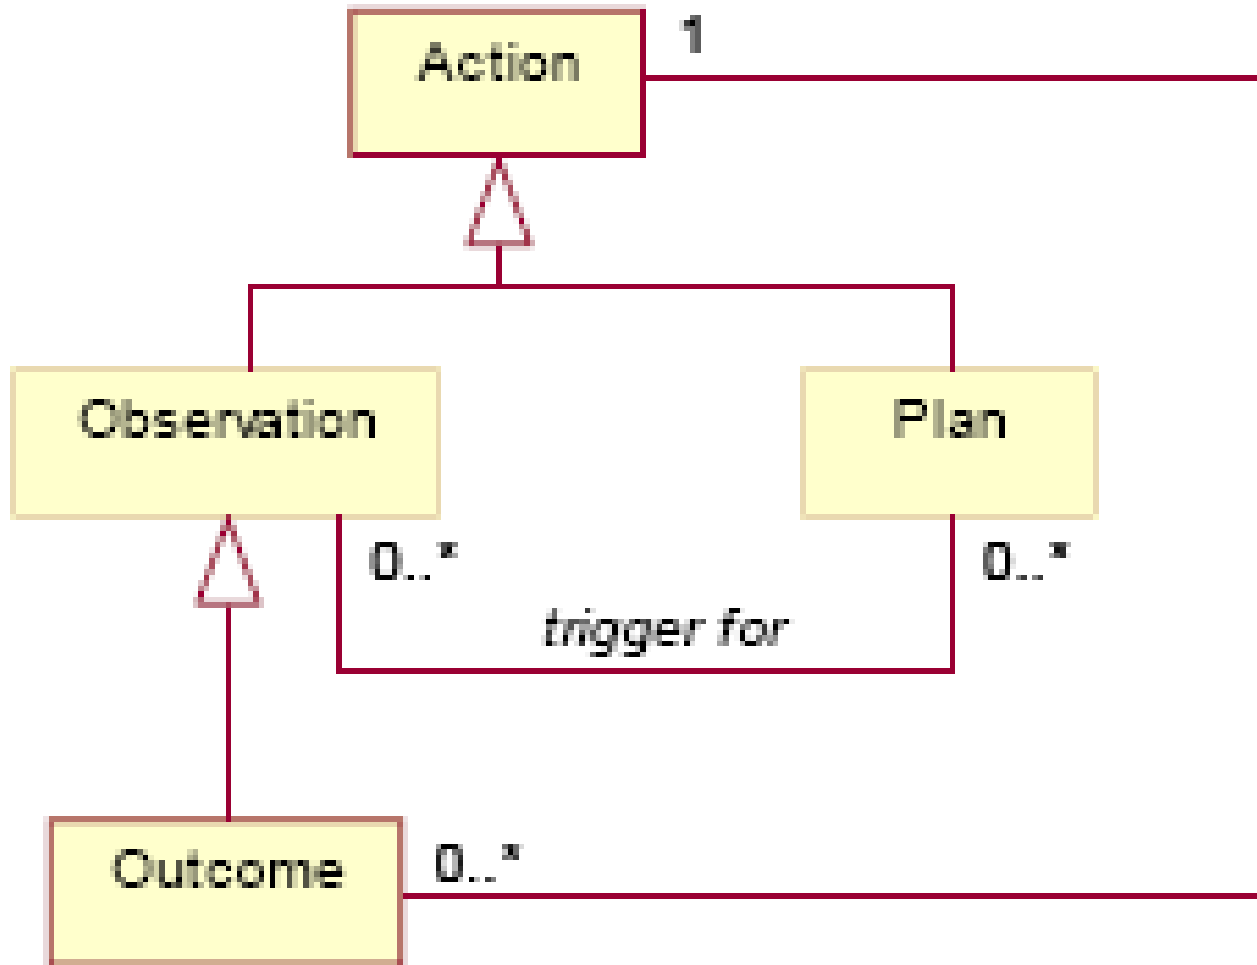 Action
1
Observation
Plan
0..*
0..*
trigger for
Outcome
0..*